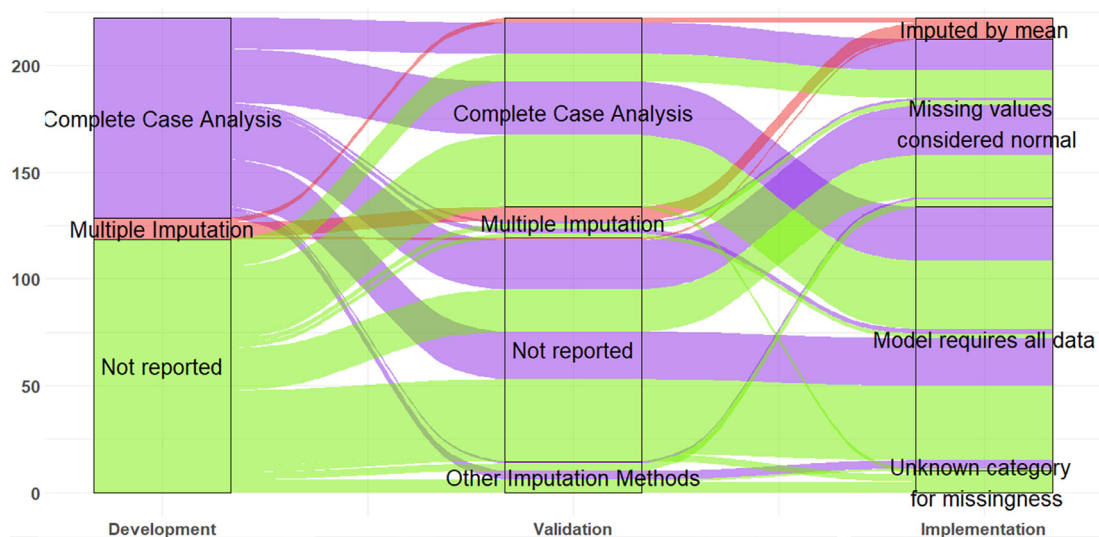 200
150
100
50
0
Complete Case Analysis
Multiple Imputation
Not reported
Complete Case Analysis
Multiple Imputation
Not reported
Other Imputation Methods
Imputed by mean
Missing values
considered normal
Model requires all data
Unknown category
for missingness
Development
Validation
Implementation